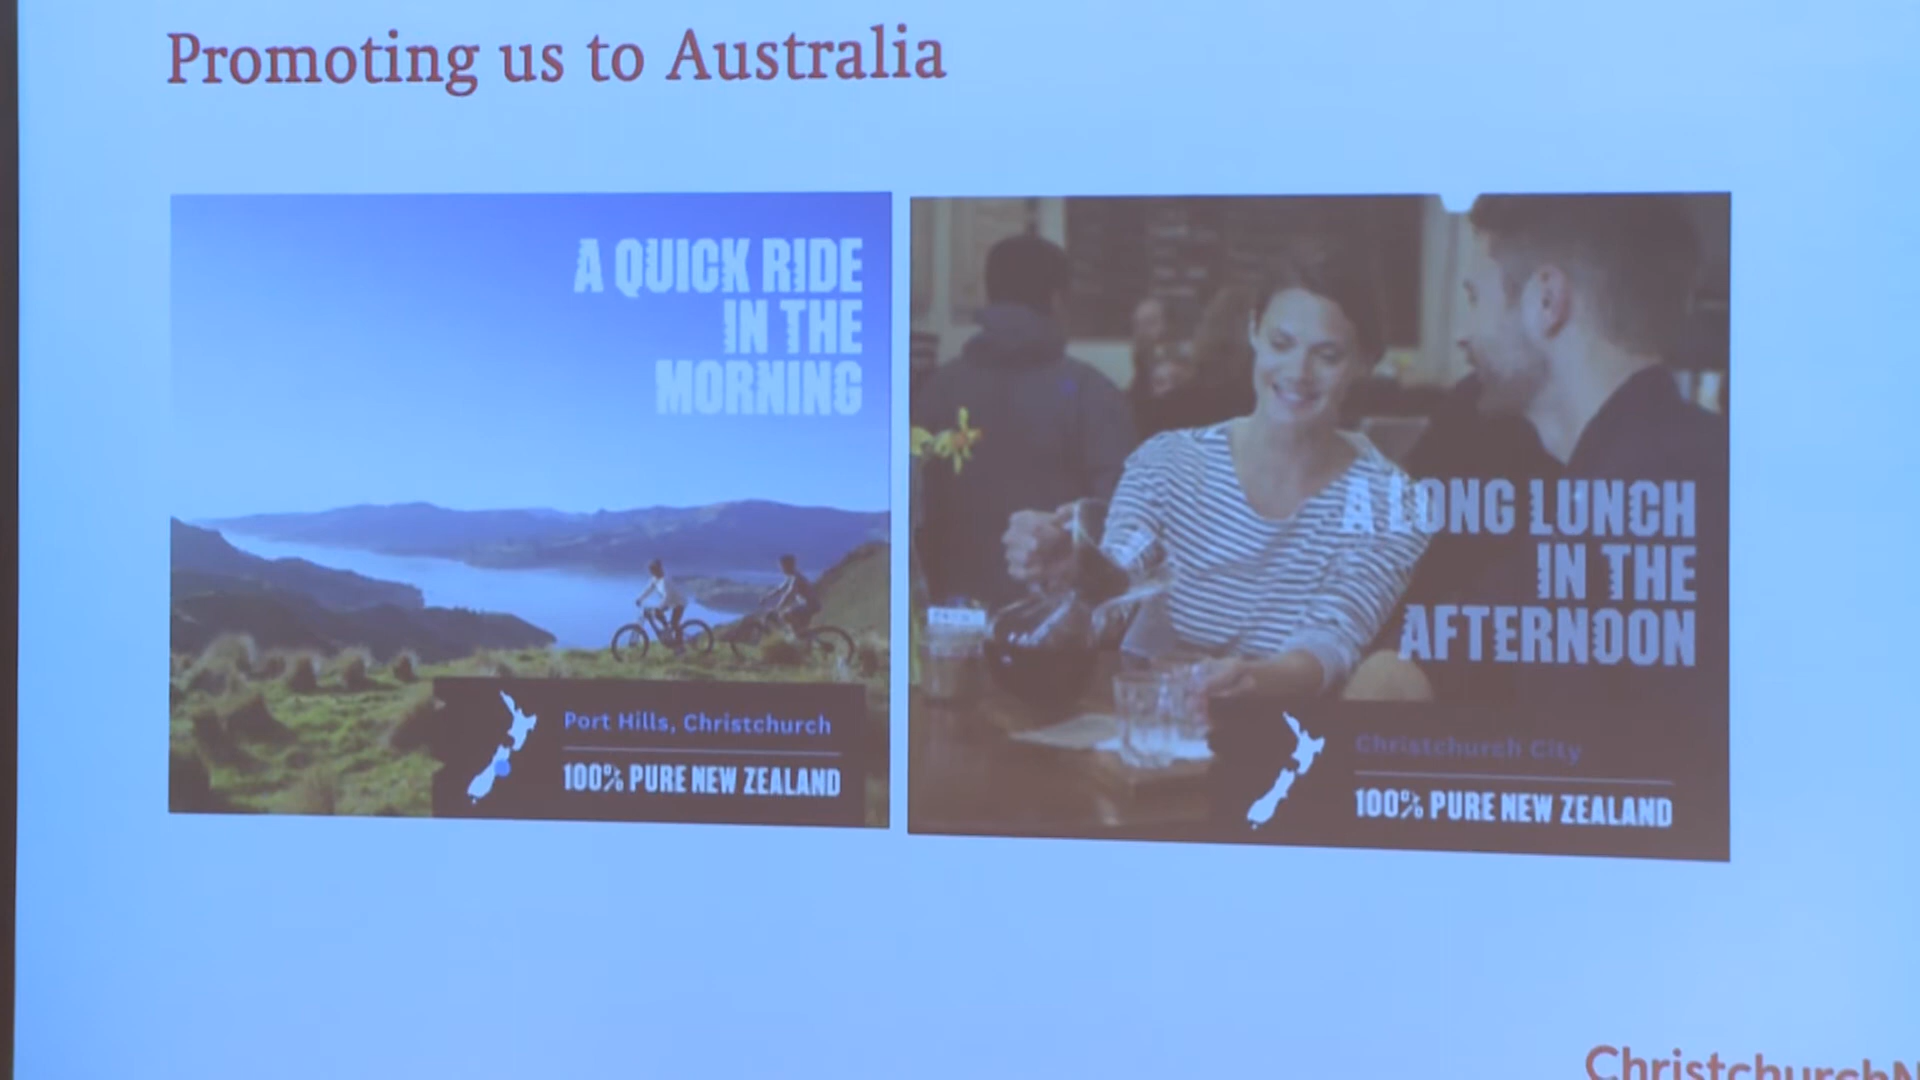 Promoting us to Australia
A QUICK RIDE
IN THE
MORNING
Port Hills, Christchurch
100% PURE NEW ZEALAND
A LONG LUNCH
IN THE
AFTERNOON
Christchurch City
100% PURE NEW ZEALAND
ChristchurchN